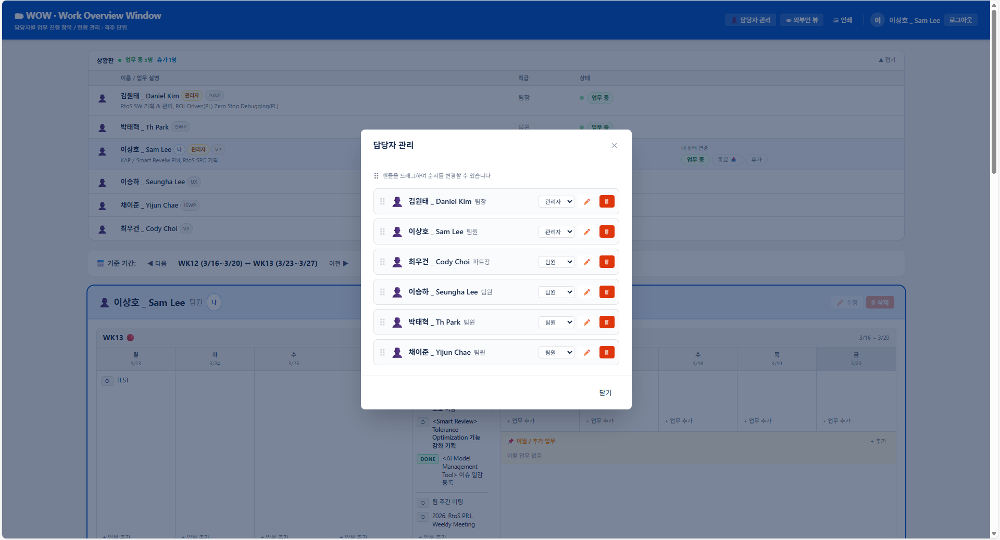 WOW · Work Overview Window
담당자별 업무 진행 항목 / 현황 관리 · 격주 단위
담당자 관리
외부인 뷰
인쇄
이
이상호 _ Sam Lee
로그아웃
상황판 ● 업무 중 5명 휴가 1명
▲ 접기
이름 / 업무 설명
직급
상태
김원태 _ Daniel Kim 관리자 ISWP
팀장
업무 중
RtoS SW 기획 & 관리, ROI-Driven(PL) Zero Stop Debugging(PL)
박태혁 _ Th Park ISWP
팀원
업무 중
이상호 _ Sam Lee 나 관리자 VP
KAP / Smart Reveiw PM, RtoS SPC 기획
내 상태 변경
업무 중
종료
휴가
이승하 _ Seungha Lee UX
채이준 _ Yijun Chae ISWP
최우건 _ Cody Choi VP
기준 기간: ◀ 다음 WK12 (3/16~3/20) ↔ WK13 (3/23~3/27) 이전 ▶
이상호 _ Sam Lee 팀원 나
수정
삭제
WK13
3/16 ~ 3/20
월
3/23
화
3/24
수
3/25
수
3/18
목
3/19
금
3/20
TEST
<Smart Review>
Tolerance
Optimization 기능
강화 기획
DONE
<AI Model
Management
Tool> 이슈 일감
등록
팀 주간 미팅
2026. RtoS PRJ.
Weekly Meeting
+ 업무 추가
+ 업무 추가
+ 업무 추가
+ 업무 추가
+ 업무 추가
+ 업무 추가
+ 업무 추가
+ 업무 추가
+ 업무 추가
+ 업무 추가
이월 / 추가 업무
+ 추가
이월 업무 없음
담당자 관리
×
핸들을 드래그하여 순서를 변경할 수 있습니다
김원태 _ Daniel Kim 팀장
관리자
이상호 _ Sam Lee 팀원
관리자
최우건 _ Cody Choi 파트장
팀원
이승하 _ Seungha Lee 팀원
팀원
박태혁 _ Th Park 팀원
팀원
채이준 _ Yijun Chae 팀원
팀원
닫기